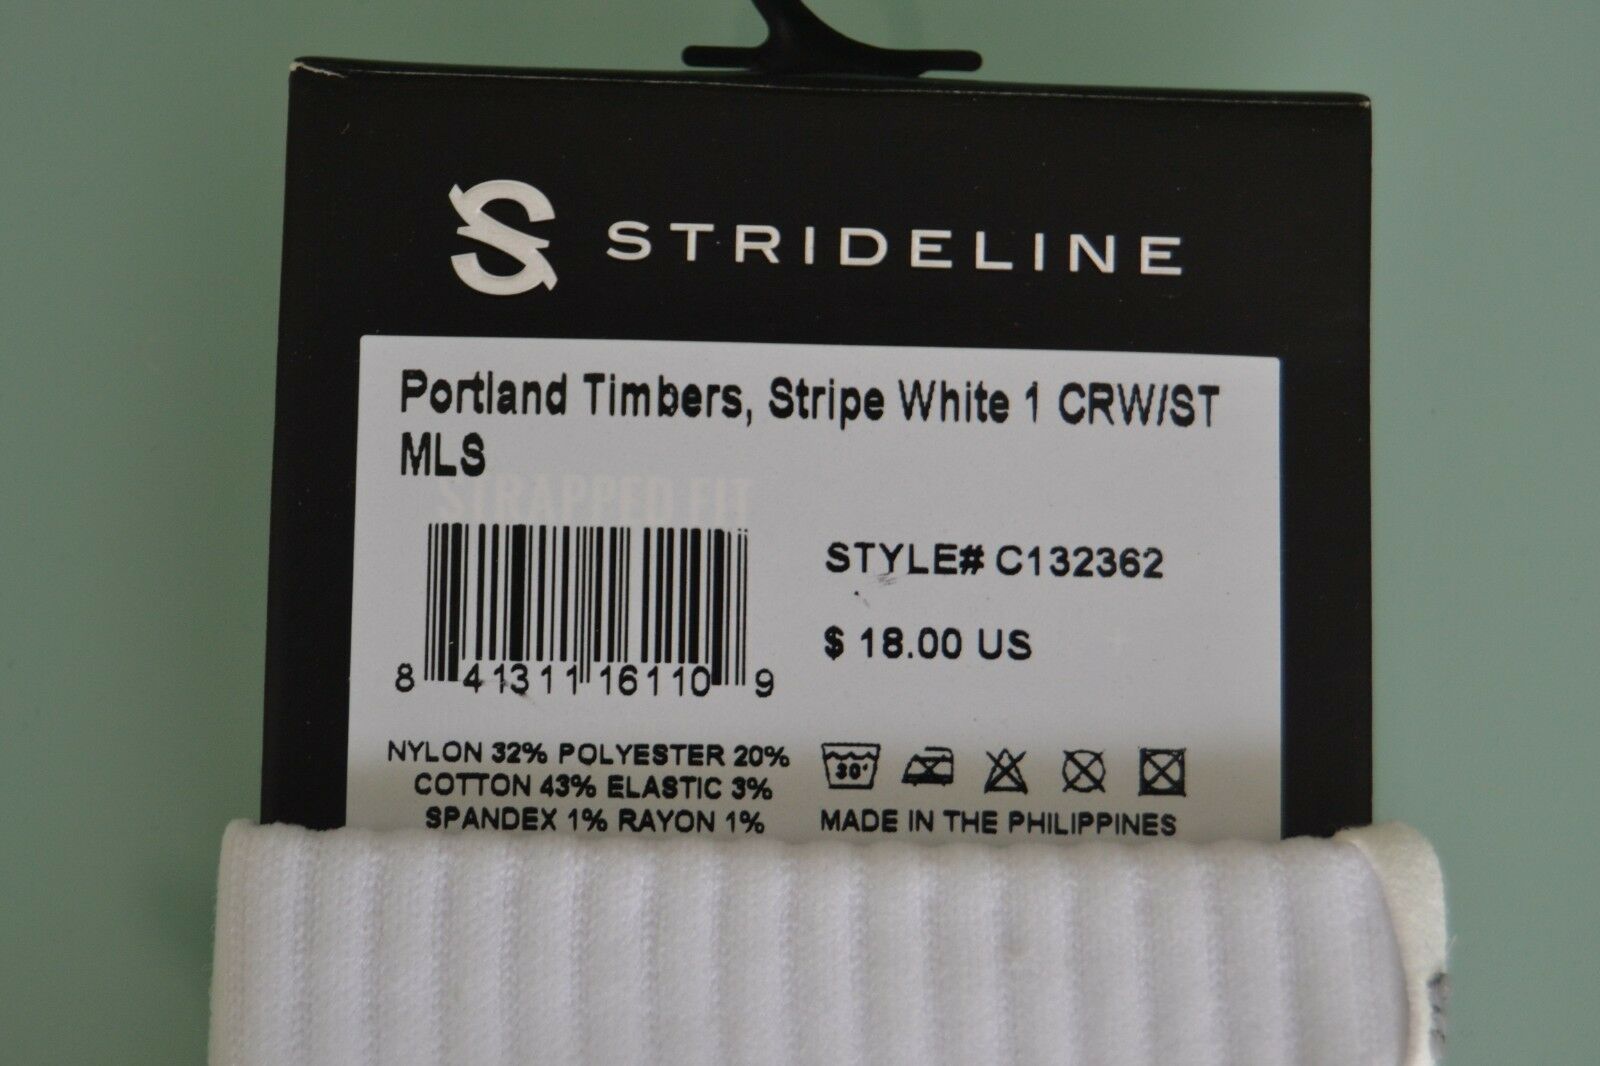 STRIDELINE
Portland Timbers, Stripe White 1 CRW/ST
MLS
STRAPPED FIT
STYLE# C132362
$ 18.00 US
8 41311 16110 9
NYLON 32% POLYESTER 20%
COTTON 43% ELASTIC 3%
SPANDEX 1% RAYON 1%
30°
MADE IN THE PHILIPPINES